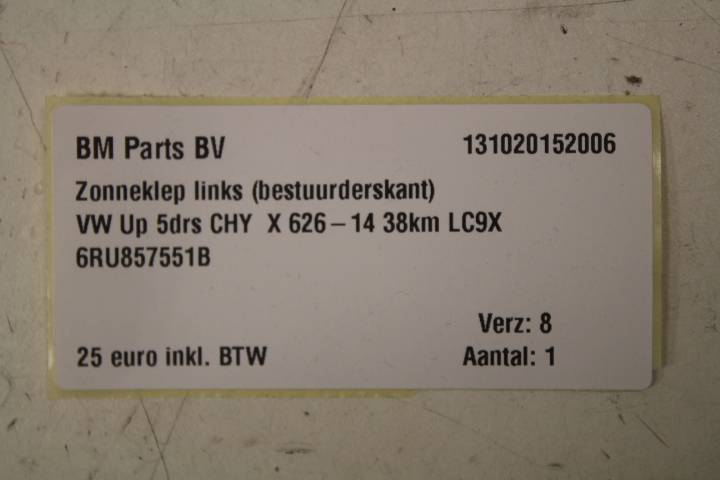 BM Parts BV 131020152006
Zonneklep links (bestuurderskant)
VW Up 5drs CHY X 626-14 38km LC9X
6RU857551B
Verz: 8
25 euro inkl. BTW Aantal: 1